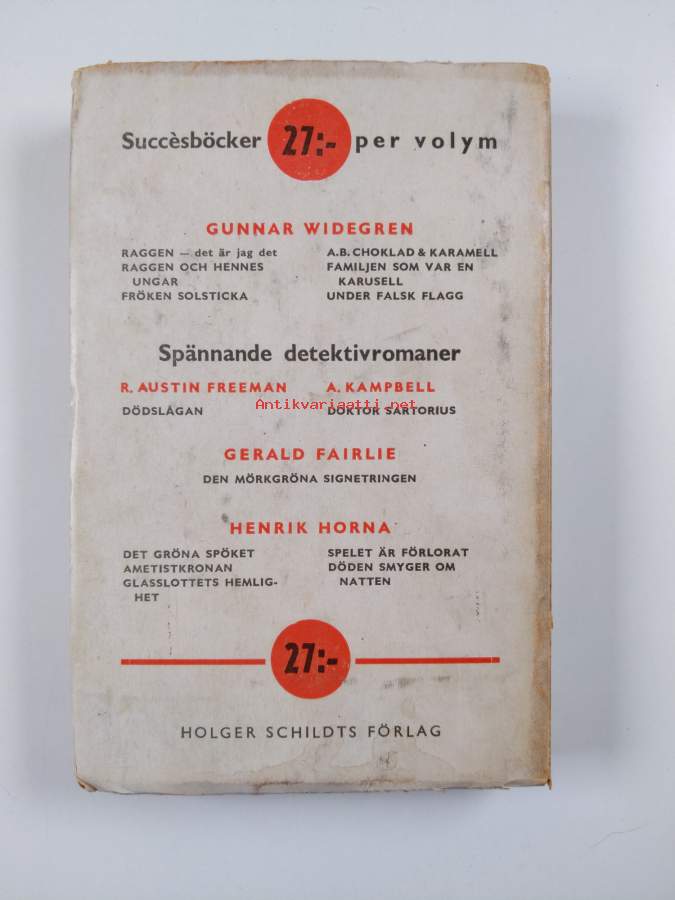 Succèsböcker 27:- per volym
GUNNAR WIDEGREN
RAGGEN — det är jag det
RAGGEN OCH HENNES
UNGAR
FRÖKEN SOLSTICKA
A.B. CHOKLAD & KARAMELL
FAMILJEN SOM VAR EN
KARUSELL
UNDER FALSK FLAGG
Spännande detektivromaner
R. AUSTIN FREEMAN
DÖDSLÅGAN
A. KAMPBELL
DOKTOR SARTORIUS
Antikvariaatti.net
GERALD FAIRLIE
DEN MÖRKGRÖNA SIGNETRINGEN
HENRIK HORNA
DET GRÖNA SPÖKET
AMETISTKRONAN
GLASSLOTTETS HEMLIG-
HET
SPELET ÄR FÖRLORAT
DÖDEN SMYGER OM
NATTEN
27:-
HOLGER SCHILDTS FÖRLAG